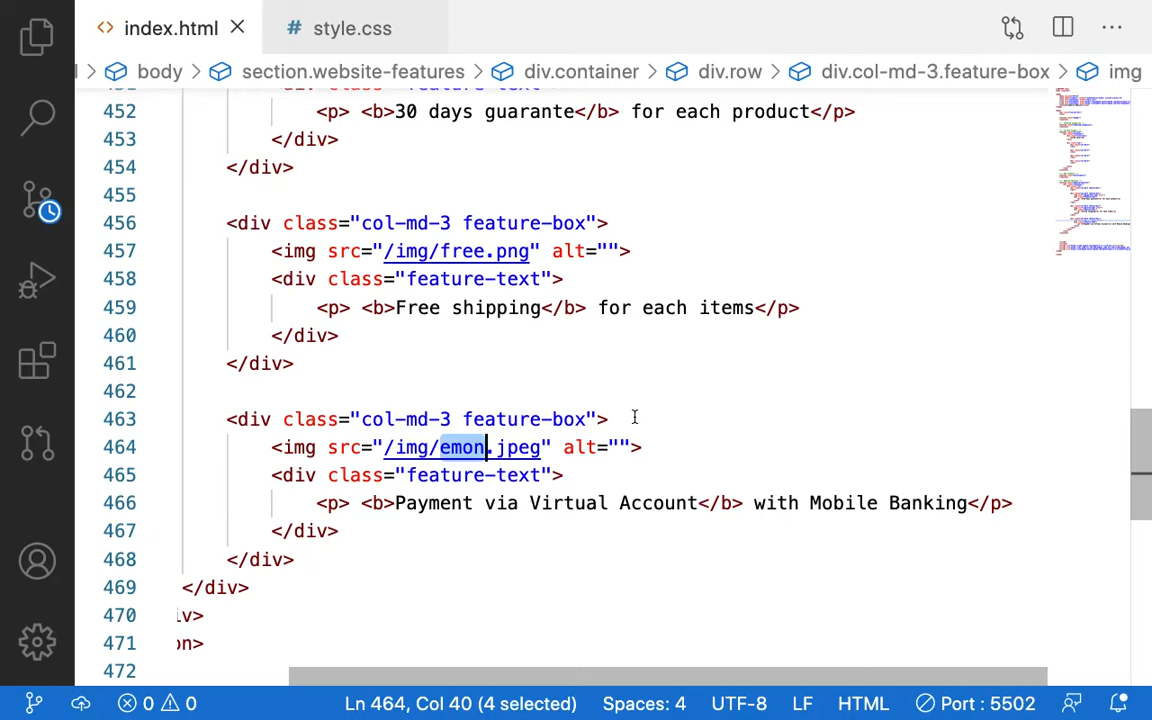 index.html
# style.css
body section.website-features div.container div.row div.col-md-3.feature-box img
452 <p> <b>30 days guarante</b> for each product</p>
453 </div>
454 </div>
455
456 <div class="col-md-3 feature-box">
457 <img src="/img/free.png" alt="">
458 <div class="feature-text">
459 <p> <b>Free shipping</b> for each items</p>
460 </div>
461 </div>
462
463 <div class="col-md-3 feature-box">
464 <img src="/img/emon.jpeg" alt="">
465 <div class="feature-text">
466 <p> <b>Payment via Virtual Account</b> with Mobile Banking</p>
467 </div>
468 </div>
469 </div>
470 iv>
471 on>
472
0 0 Ln 464, Col 40 (4 selected) Spaces: 4 UTF-8 LF HTML Port : 5502